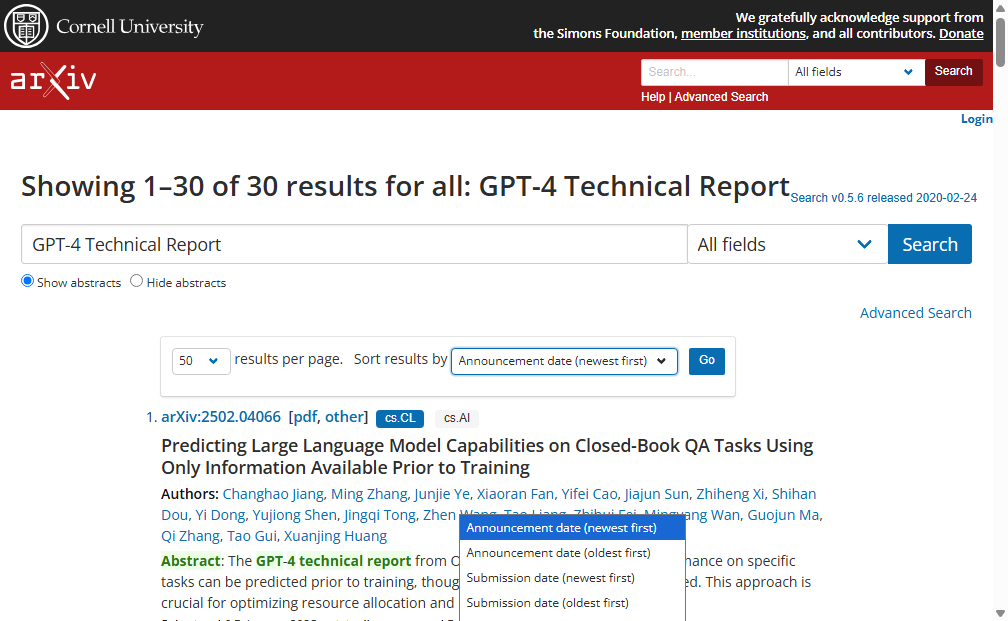 Cornell University
We gratefully acknowledge support from
the Simons Foundation, member institutions, and all contributors. Donate
arXiv
Search...
All fields
Search
Help | Advanced Search
Login
Showing 1–30 of 30 results for all: GPT-4 Technical Report
Search v0.5.6 released 2020-02-24
GPT-4 Technical Report
All fields
Search
Show abstracts Hide abstracts
Advanced Search
50 results per page. Sort results by Announcement date (newest first) Go
1. arXiv:2502.04066 [pdf, other] cs.CL cs.AI
Predicting Large Language Model Capabilities on Closed-Book QA Tasks Using
Only Information Available Prior to Training
Authors: Changhao Jiang, Ming Zhang, Junjie Ye, Xiaoran Fan, Yifei Cao, Jiajun Sun, Zhiheng Xi, Shihan
Dou, Yi Dong, Yujiong Shen, Jingqi Tong, Zhen Wang, Tao Liang, Zhihui Fei, Mingyang Wan, Guojun Ma,
Qi Zhang, Tao Gui, Xuanjing Huang
Announcement date (newest first)
Announcement date (oldest first)
Submission date (newest first)
Submission date (oldest first)
Abstract: The GPT-4 technical report from on specific
tasks can be predicted prior to training, This approach is
crucial for optimizing resource allocation and